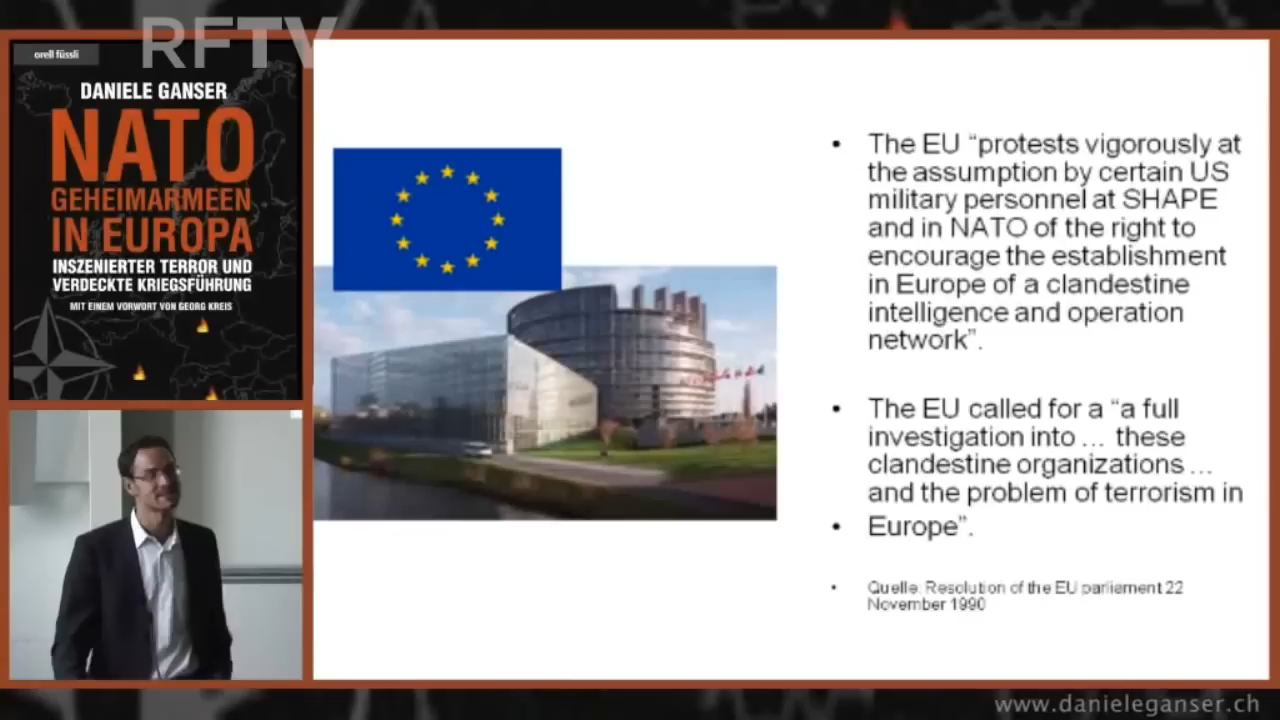 RFTV
orell füssli
DANIELE GANSER
NATO
GEHEIMARMEEN
IN EUROPA
INSZENIERTER TERROR UND
VERDECKTE KRIEGSFÜHRUNG
MIT EINEM VORWORT VON GEORG KREIS
• The EU “protests vigorously at
the assumption by certain US
military personnel at SHAPE
and in NATO of the right to
encourage the establishment
in Europe of a clandestine
intelligence and operation
network”.
• The EU called for a “a full
investigation into … these
clandestine organizations …
and the problem of terrorism in
• Europe”.
• Quelle: Resolution of the EU parliament 22
November 1990
www.danieleganser.ch